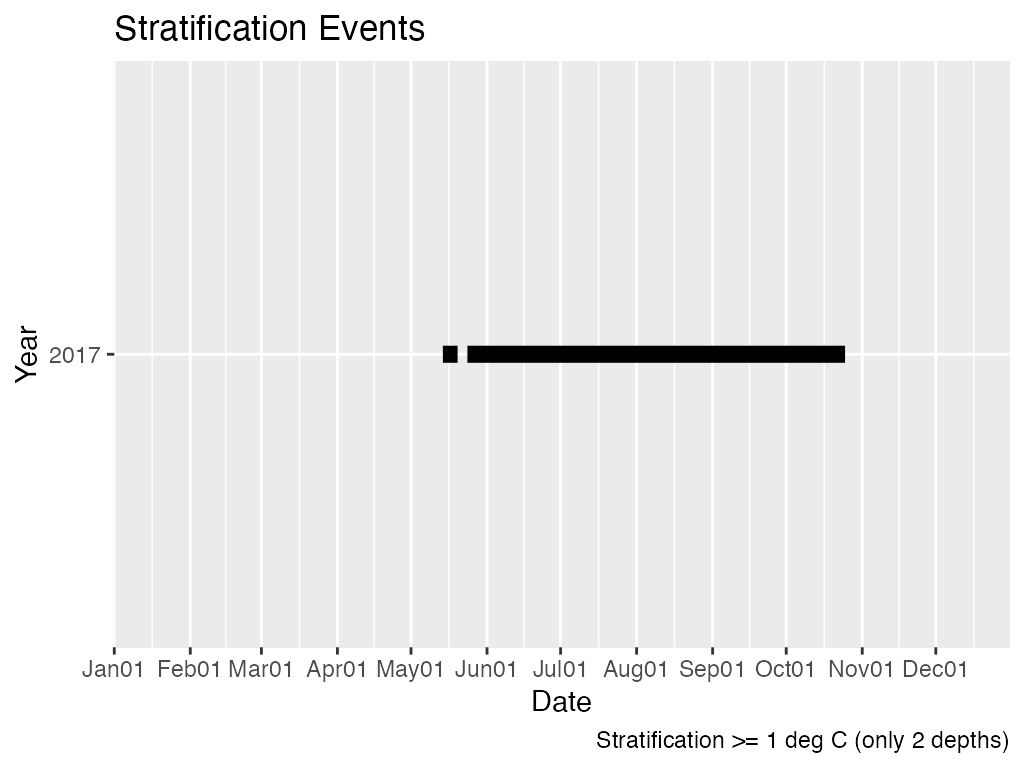 Stratification Events
Year
2017
Jan01 Feb01 Mar01 Apr01 May01 Jun01 Jul01 Aug01 Sep01 Oct01 Nov01 Dec01
Date
Stratification >= 1 deg C (only 2 depths)